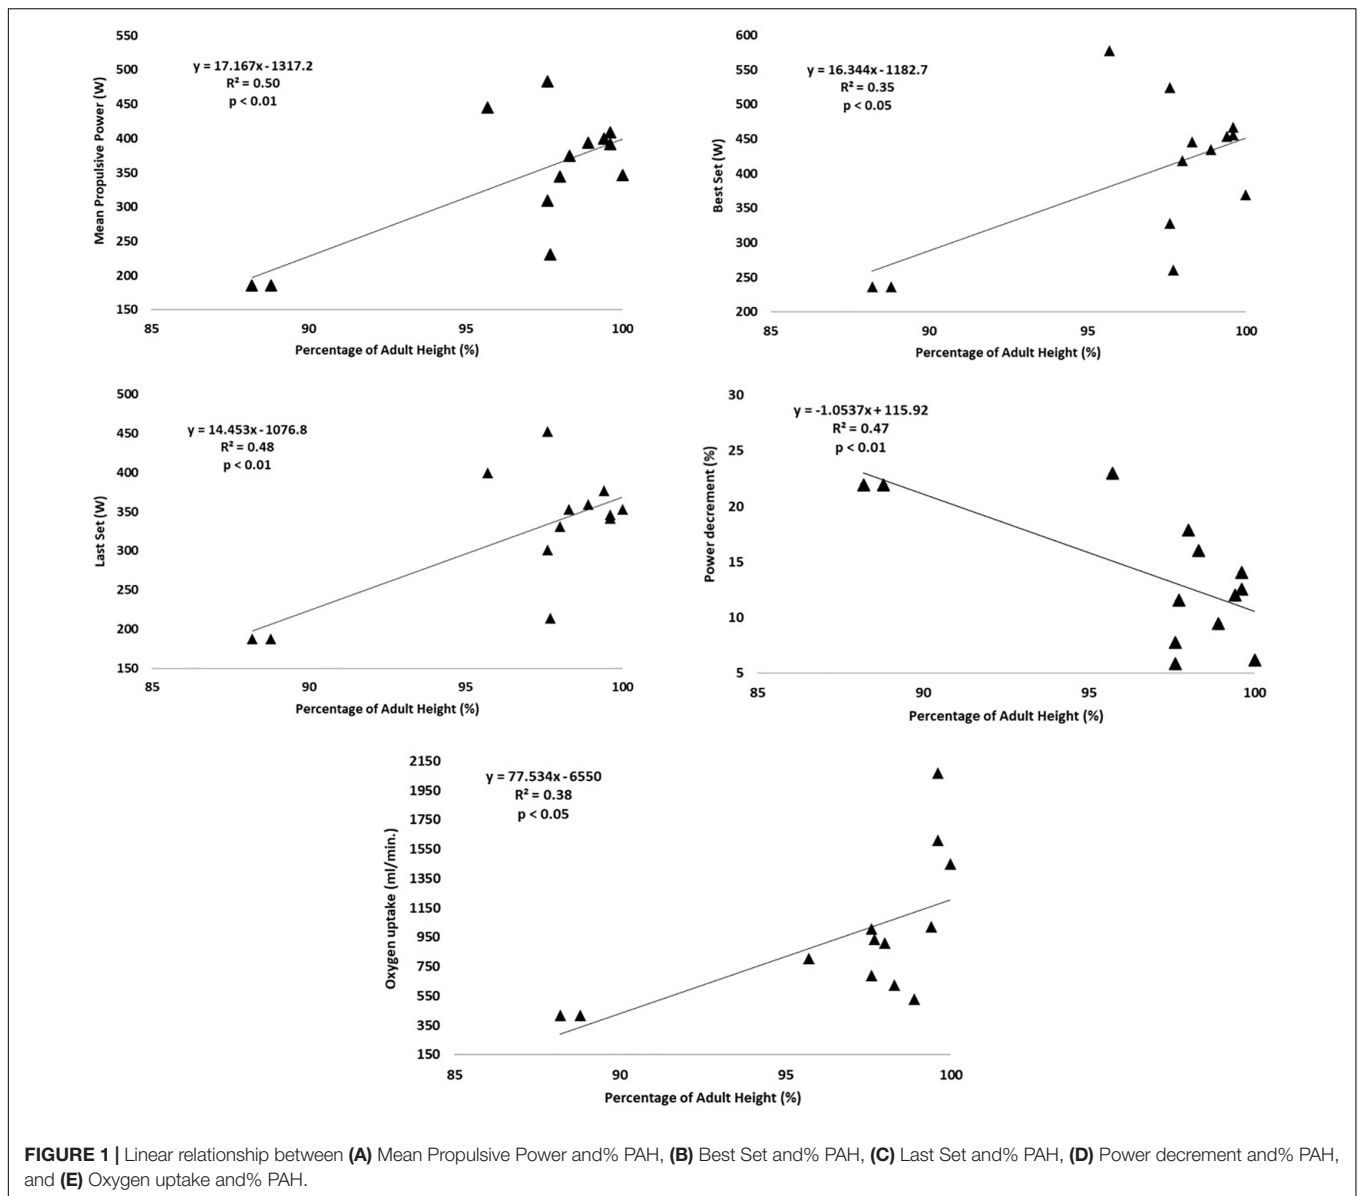 550
500
450
400
350
300
250
200
150
Mean Propulsive Power (W)
y = 17.167x - 1317.2
R² = 0.50
p < 0.01
85 90 95 100
Percentage of Adult Height (%)
600
550
500
450
400
350
300
250
200
Best Set (W)
y = 16.344x - 1182.7
R² = 0.35
p < 0.05
85 90 95 100
Percentage of Adult Height (%)
500
450
400
350
300
250
200
150
Last Set (W)
y = 14.453x - 1076.8
R² = 0.48
p < 0.01
85 90 95 100
Percentage of Adult Height (%)
30
25
20
15
10
5
Power decrement (%)
y = -1.0537x + 115.92
R² = 0.47
p < 0.01
85 90 95 100
Percentage of Adult Height (%)
2150
1950
1750
1550
1350
1150
950
750
550
350
150
Oxygen uptake (ml/min.)
y = 77.534x - 6550
R² = 0.38
p < 0.05
85 90 95 100
Percentage of Adult Height (%)
FIGURE 1 | Linear relationship between (A) Mean Propulsive Power and% PAH, (B) Best Set and% PAH, (C) Last Set and% PAH, (D) Power decrement and% PAH,
and (E) Oxygen uptake and% PAH.